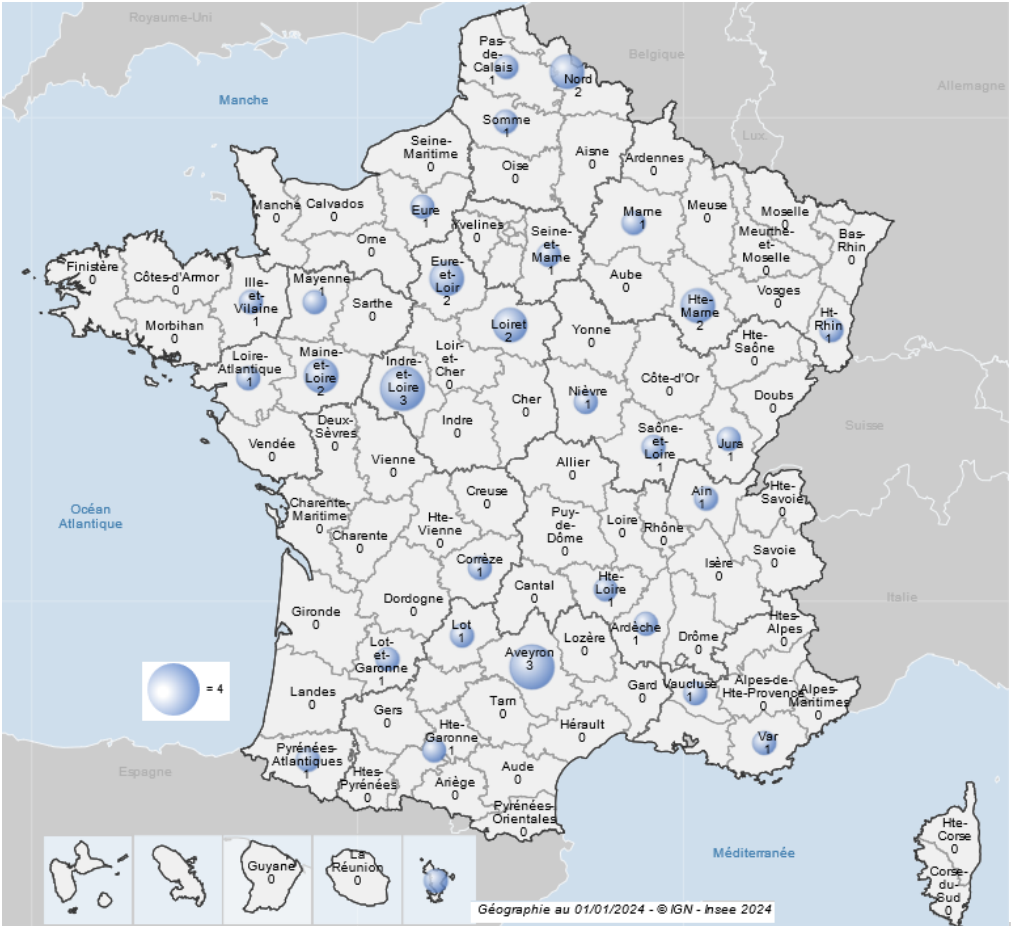 Royaume-Uni
Belgique
Allemagne
Lux.
Manche
Pas-
de-
Calais
1
Nord
2
Somme
1
Seine-
Maritime
0
Oise
0
Aisne
0
Ardennes
0
Manche
0
Calvados
0
Eure
1
Yvelines
0
Seine-
et-
Marne
1
Marne
1
Meuse
0
Moselle
0
Meurthe-
et-
Moselle
0
Bas-
Rhin
0
Orne
0
Eure-
et-
Loir
2
Aube
0
Hte-
Marne
2
Vosges
0
Ht-
Rhin
1
Finistère
0
Côtes-d'Armor
0
Ille-
et-
Vilaine
1
Mayenne
1
Sarthe
0
Morbihan
0
Loiret
2
Yonne
0
Hte-
Saône
0
Loire-
Atlantique
1
Maine-
et-
Loire
2
Indre-
et-
Loire
3
Loir-
et-
Cher
0
Cher
0
Nièvre
1
Côte-d'Or
0
Doubs
0
Vendée
0
Deux-
Sèvres
0
Vienne
0
Indre
0
Allier
0
Saône-
et-
Loire
1
Jura
1
Suisse
Océan
Atlantique
Charente-
Maritime
0
Charente
0
Hte-
Vienne
0
Creuse
0
Puy-
de-
Dôme
0
Loire
0
Rhône
0
Ain
1
Hte-
Savoie
0
Savoie
0
Isère
0
Italie
Gironde
0
Dordogne
0
Corrèze
1
Cantal
0
Hte-
Loire
1
Ardèche
1
Drôme
0
Htes-
Alpes
0
Lot-
et-
Garonne
1
Lot
1
Aveyron
3
Lozère
0
= 4
Landes
0
Gers
0
Tarn
0
Gard
0
Vaucluse
1
Alpes-de-
Hte-Provence
0
Alpes-
Maritimes
0
Hte-
Garonne
1
Hérault
0
Var
1
Pyrénées-
Atlantiques
1
Htes-
Pyrénées
0
Ariège
0
Aude
0
Pyrénées-
Orientales
0
Espagne
Méditerranée
Hte-
Corse
0
Corse-
du-
Sud
0
Guyane
0
La
Réunion
0
Géographie au 01/01/2024 - © IGN - Insee 2024